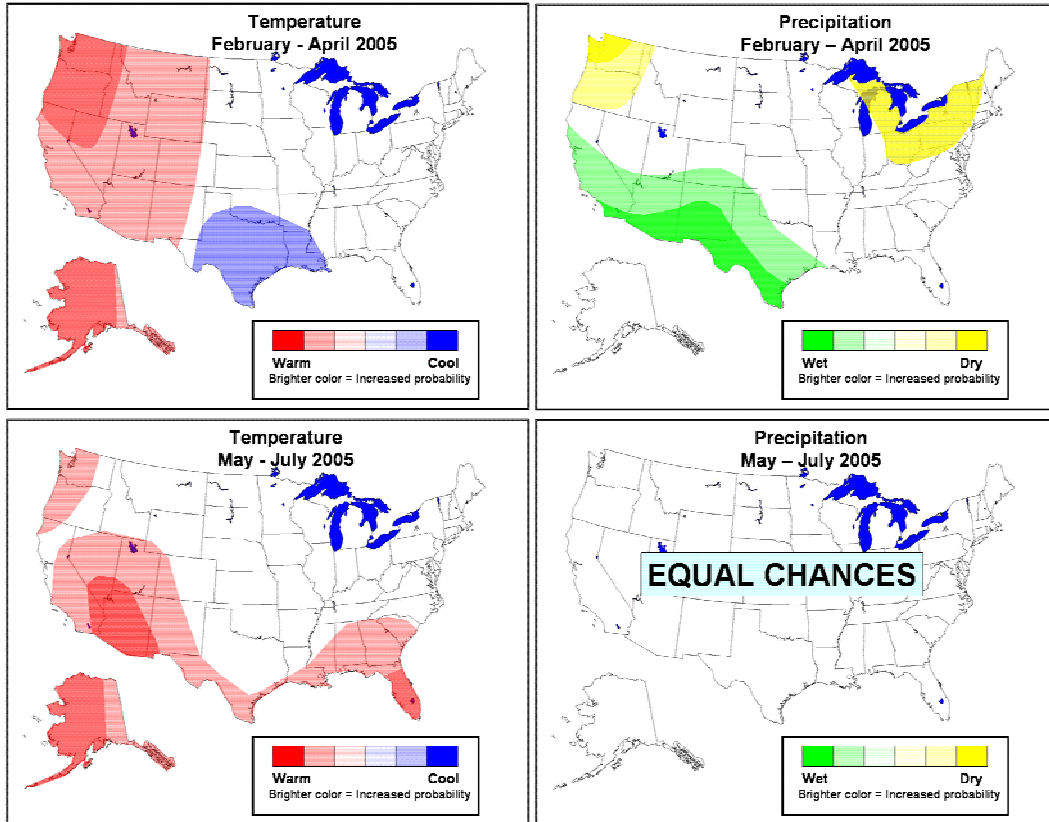 Temperature
February - April 2005
Warm
Cool
Brighter color = Increased probability
Precipitation
February – April 2005
Wet
Dry
Brighter color = Increased probability
Temperature
May - July 2005
Warm
Cool
Brighter color = Increased probability
Precipitation
May – July 2005
EQUAL CHANCES
Wet
Dry
Brighter color = Increased probability